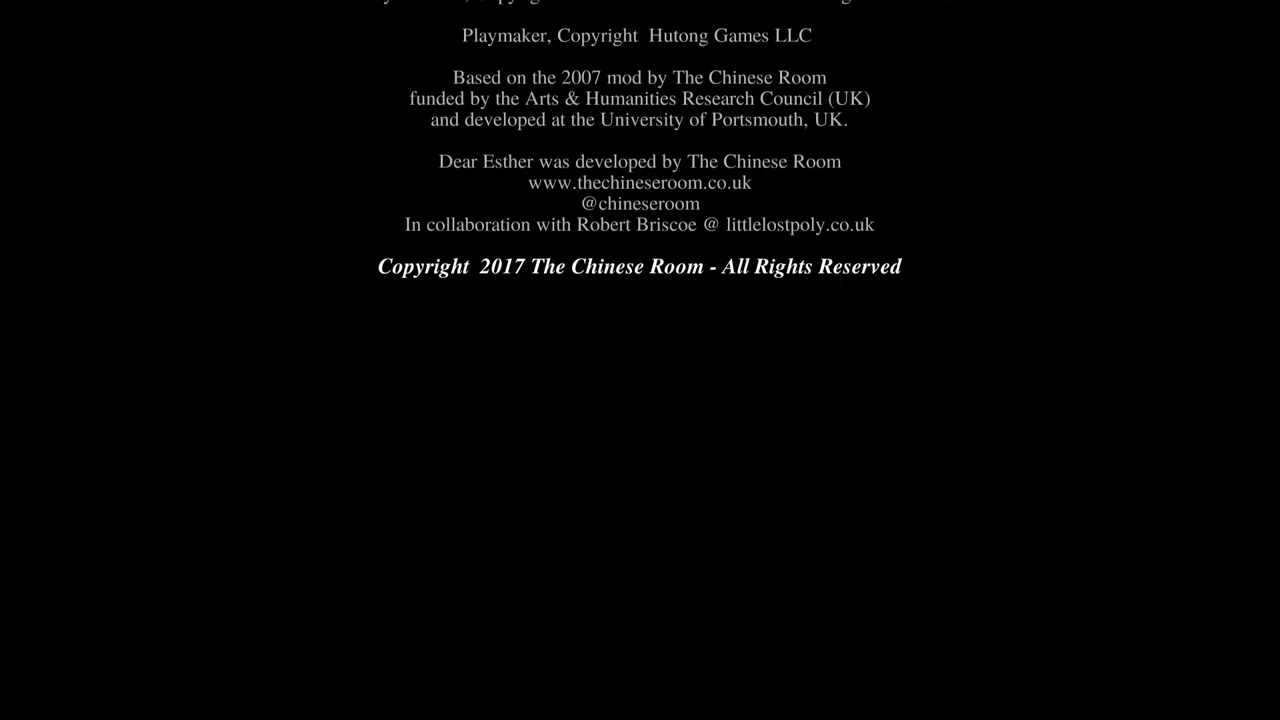 Playmaker, Copyright  Hutong Games LLC
Based on the 2007 mod by The Chinese Room
funded by the Arts & Humanities Research Council (UK)
and developed at the University of Portsmouth, UK.
Dear Esther was developed by The Chinese Room
www.thechineseroom.co.uk
@chineseroom
In collaboration with Robert Briscoe @ littlelostpoly.co.uk
Copyright  2017 The Chinese Room - All Rights Reserved